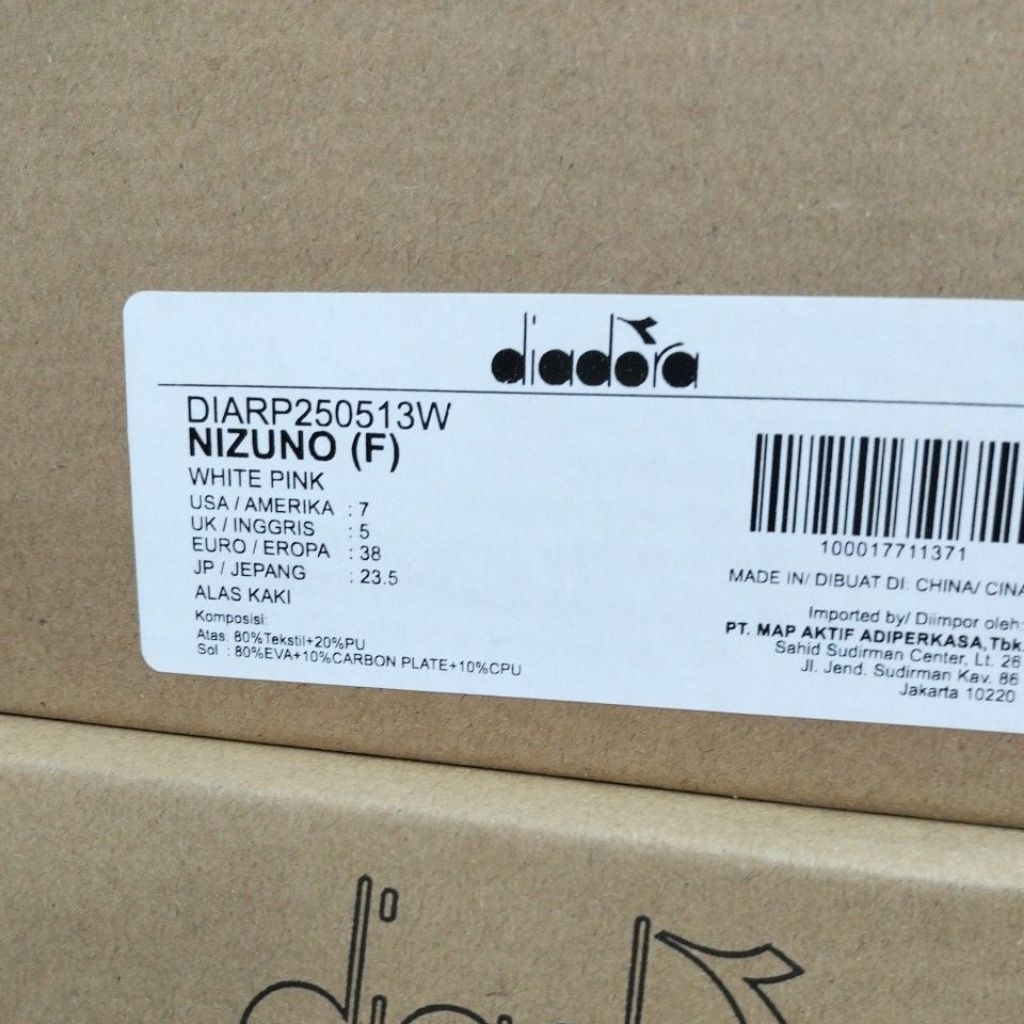 diadora
DIARP250513W
NIZUNO (F)
WHITE PINK
USA / AMERIKA : 7
UK / INGGRIS : 5
EURO / EROPA : 38
JP / JEPANG : 23.5
ALAS KAKI
Komposisi:
Atas: 80%Tekstil+20%PU
Sol : 80%EVA+10%CARBON PLATE+10%CPU
100017711371
MADE IN/ DIBUAT DI: CHINA/ CINA
Imported by/ Diimpor oleh:
PT. MAP AKTIF ADIPERKASA,Tbk.
Sahid Sudirman Center, Lt. 26
Jl. Jend. Sudirman Kav. 86
Jakarta 10220